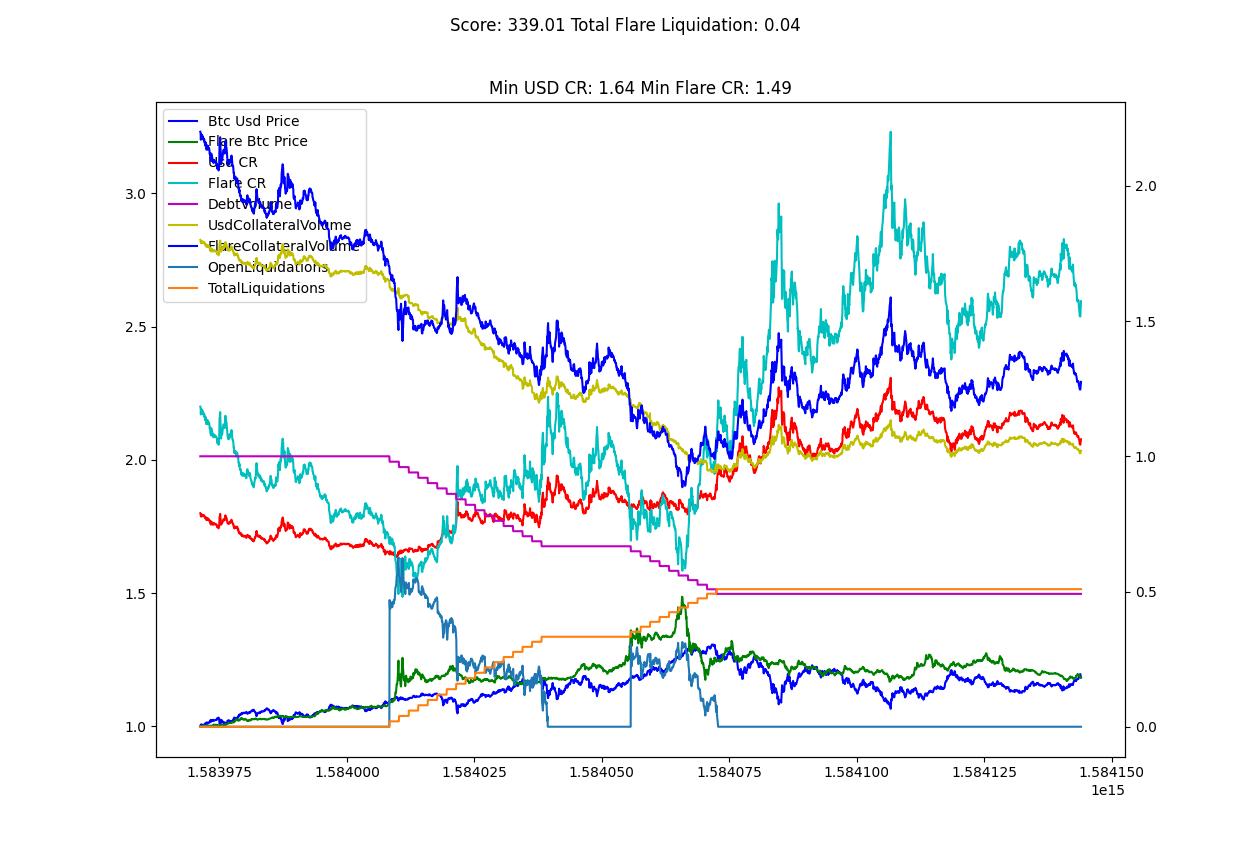 Score: 339.01 Total Flare Liquidation: 0.04
Min USD CR: 1.64 Min Flare CR: 1.49
Btc Usd Price
Flare Btc Price
Usd CR
Flare CR
DebtVolume
UsdCollateralVolume
FlareCollateralVolume
OpenLiquidations
TotalLiquidations
3.0
2.5
2.0
1.5
1.0
2.0
1.5
1.0
0.5
0.0
1.583975
1.584000
1.584025
1.584050
1.584075
1.584100
1.584125
1.584150
1e15